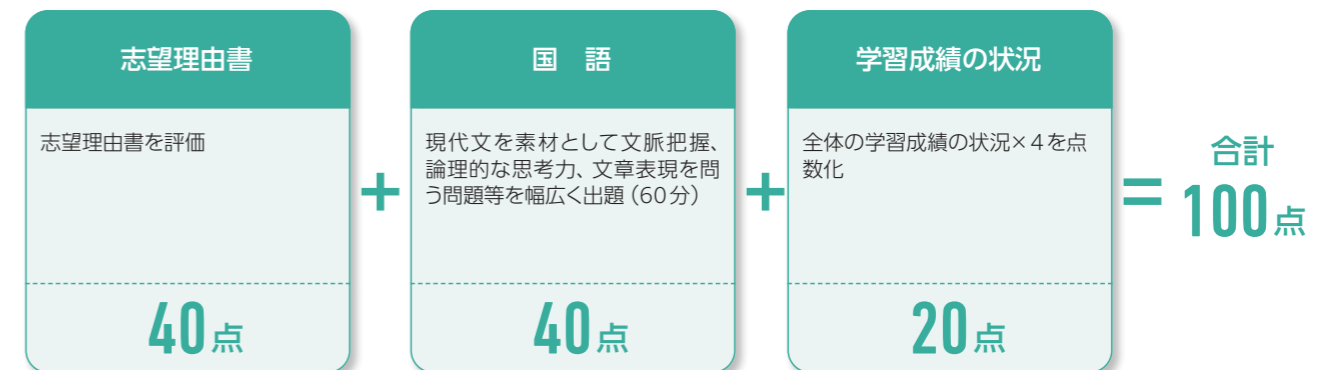 志望理由書
志望理由書を評価
40点
+
国　語
現代文を素材として文脈把握、
論理的な思考力、文章表現を問
う問題等を幅広く出題（60分）
40点
+
学習成績の状況
全体の学習成績の状況×4を点
数化
20点
=
合計
100点